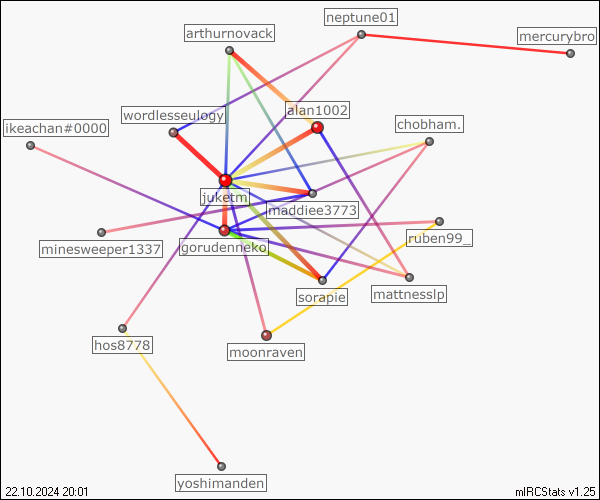 neptune01
arthurnovack
mercurybro
alan1002
wordlesseulogy
ikeachan#0000
chobham.
juketm
maddiee3773
minesweeper1337
gorudenneko
ruben99_
sorapie
mattnesslp
hos8778
moonraven
yoshimanden
22.10.2024 20:01
mIRCStats v1.25